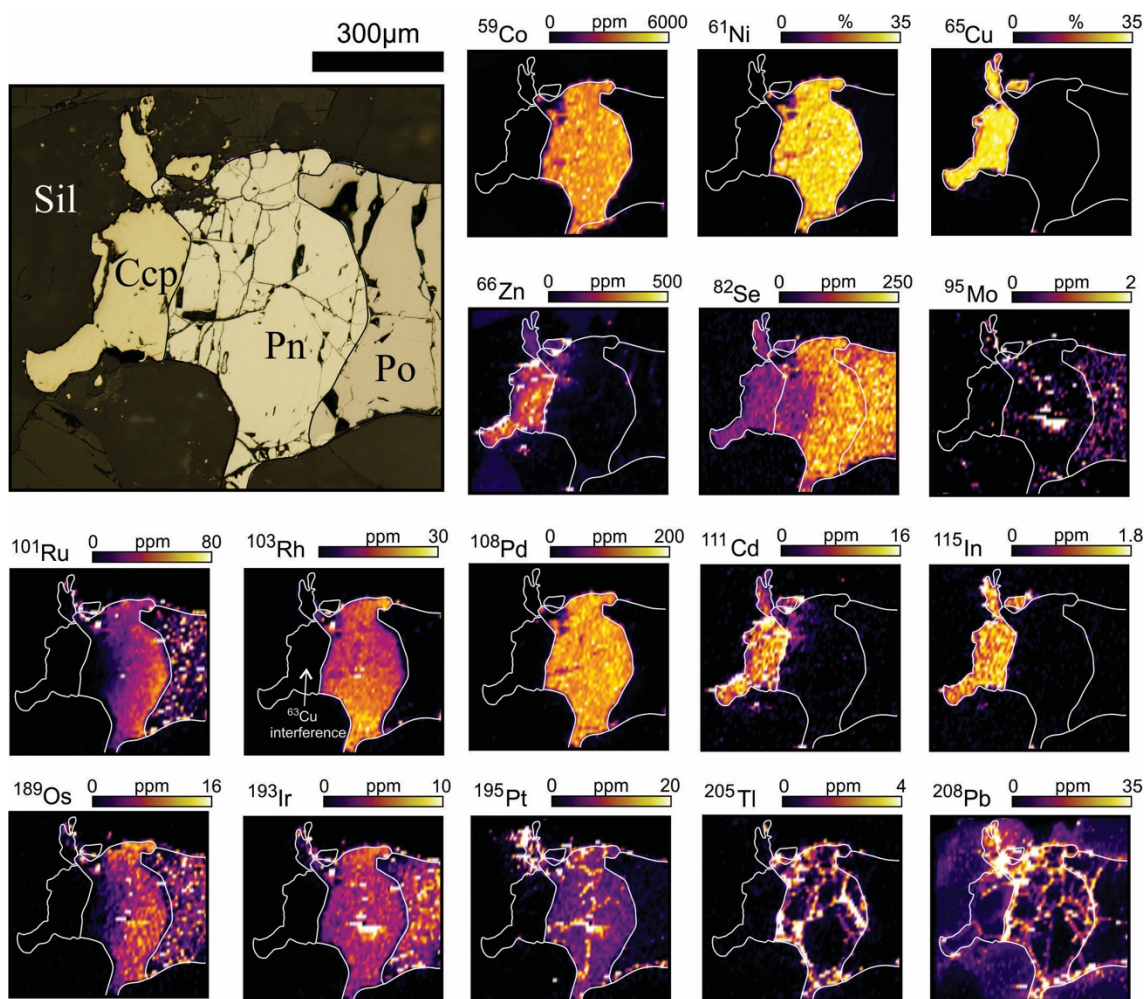 300μm
Sil
Ccp
Pn
Po
59Co 0 ppm 6000
61Ni 0 % 35
65Cu 0 % 35
66Zn 0 ppm 500
82Se 0 ppm 250
95Mo 0 ppm 2
101Ru 0 ppm 80
103Rh ppm 30
63Cu
interference
108Pd 0 ppm 200
111Cd 0 ppm 16
115In 0 ppm 1.8
189Os 0 ppm 16
193Ir 0 ppm 10
195Pt 0 ppm 20
205Tl 0 ppm 4
208Pb 0 ppm 35